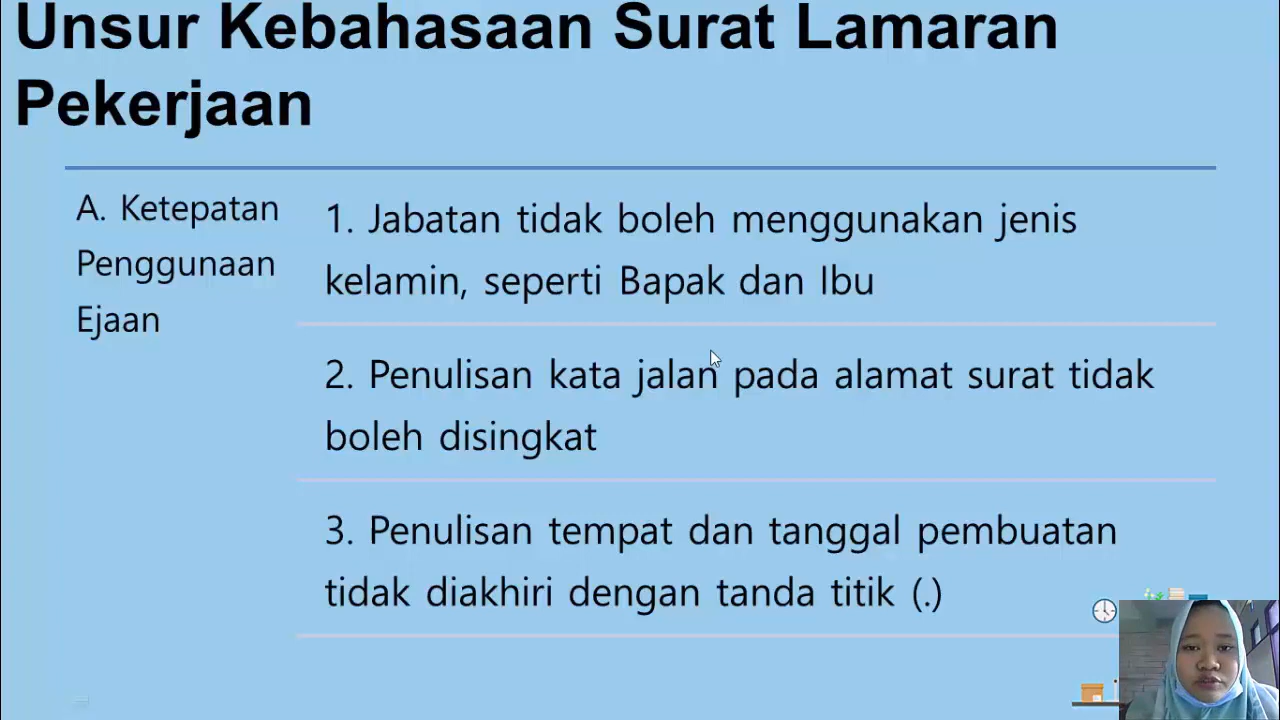 Unsur Kebahasaan Surat Lamaran
Pekerjaan
A. Ketepatan
Penggunaan
Ejaan
1. Jabatan tidak boleh menggunakan jenis
kelamin, seperti Bapak dan Ibu
2. Penulisan kata jalan pada alamat surat tidak
boleh disingkat
3. Penulisan tempat dan tanggal pembuatan
tidak diakhiri dengan tanda titik (.)